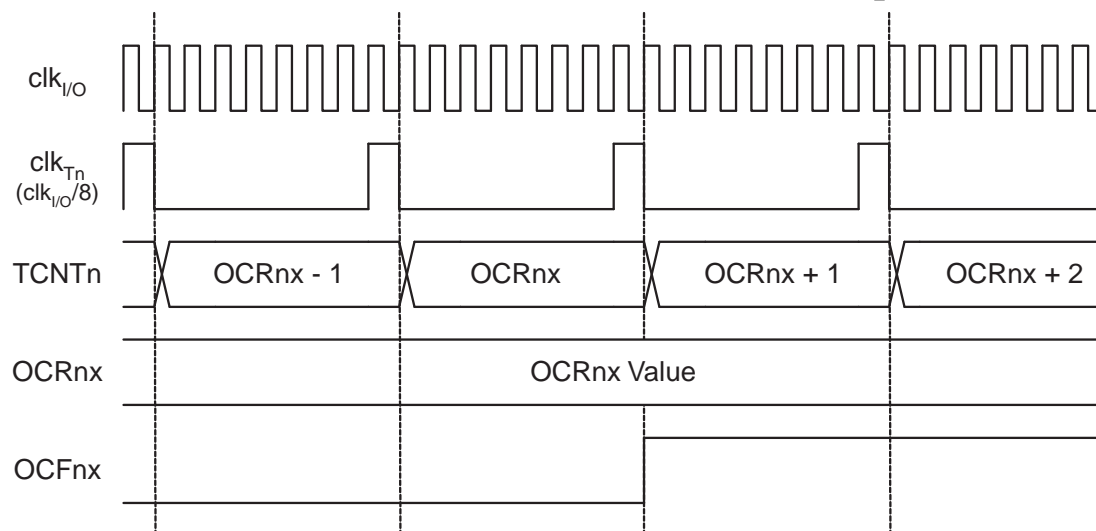 clkI/O
clkTn
(clkI/O/8)
TCNTn
OCRnx - 1
OCRnx
OCRnx + 1
OCRnx + 2
OCRnx
OCRnx Value
OCFnx